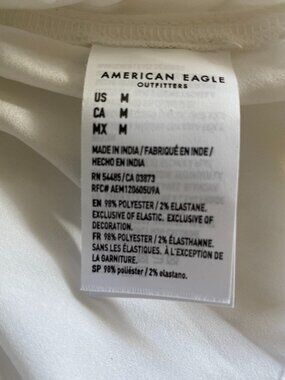 AMERICAN EAGLE
OUTFITTERS
US M
CA M
MX M
MADE IN INDIA / FABRIQUÉ EN INDE /
HECHO EN INDIA
RN 54485/CA 03873
RFC# AEM120605U9A
EN 98% POLYESTER / 2% ELASTANE.
EXCLUSIVE OF ELASTIC. EXCLUSIVE OF
DECORATION.
FR 98% POLYESTER / 2% ÉLASTHANNE.
SANS LES ÉLASTIQUES. À L'EXCEPTION DE
LA GARNITURE.
SP 98% poliéster / 2% elastano.